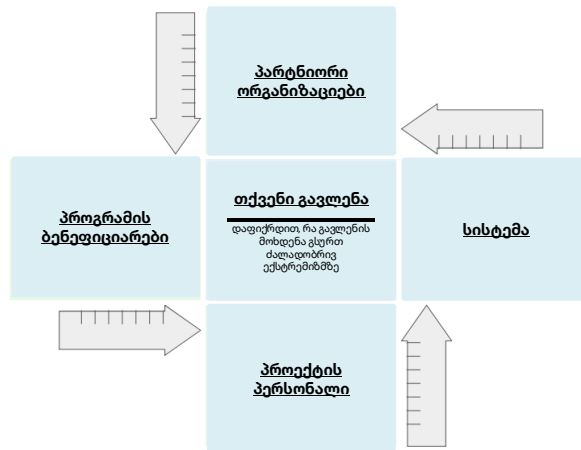 პარტნიორი
ორგანიზაციები
პროგრამის
ბენეფიციარები
თქვენი გავლენა
დაფიქრდით, რა გავლენის
მოხდენა გსურთ
ძალადობრივ
ექსტრემიზმზე
სისტემა
პროექტის
პერსონალი